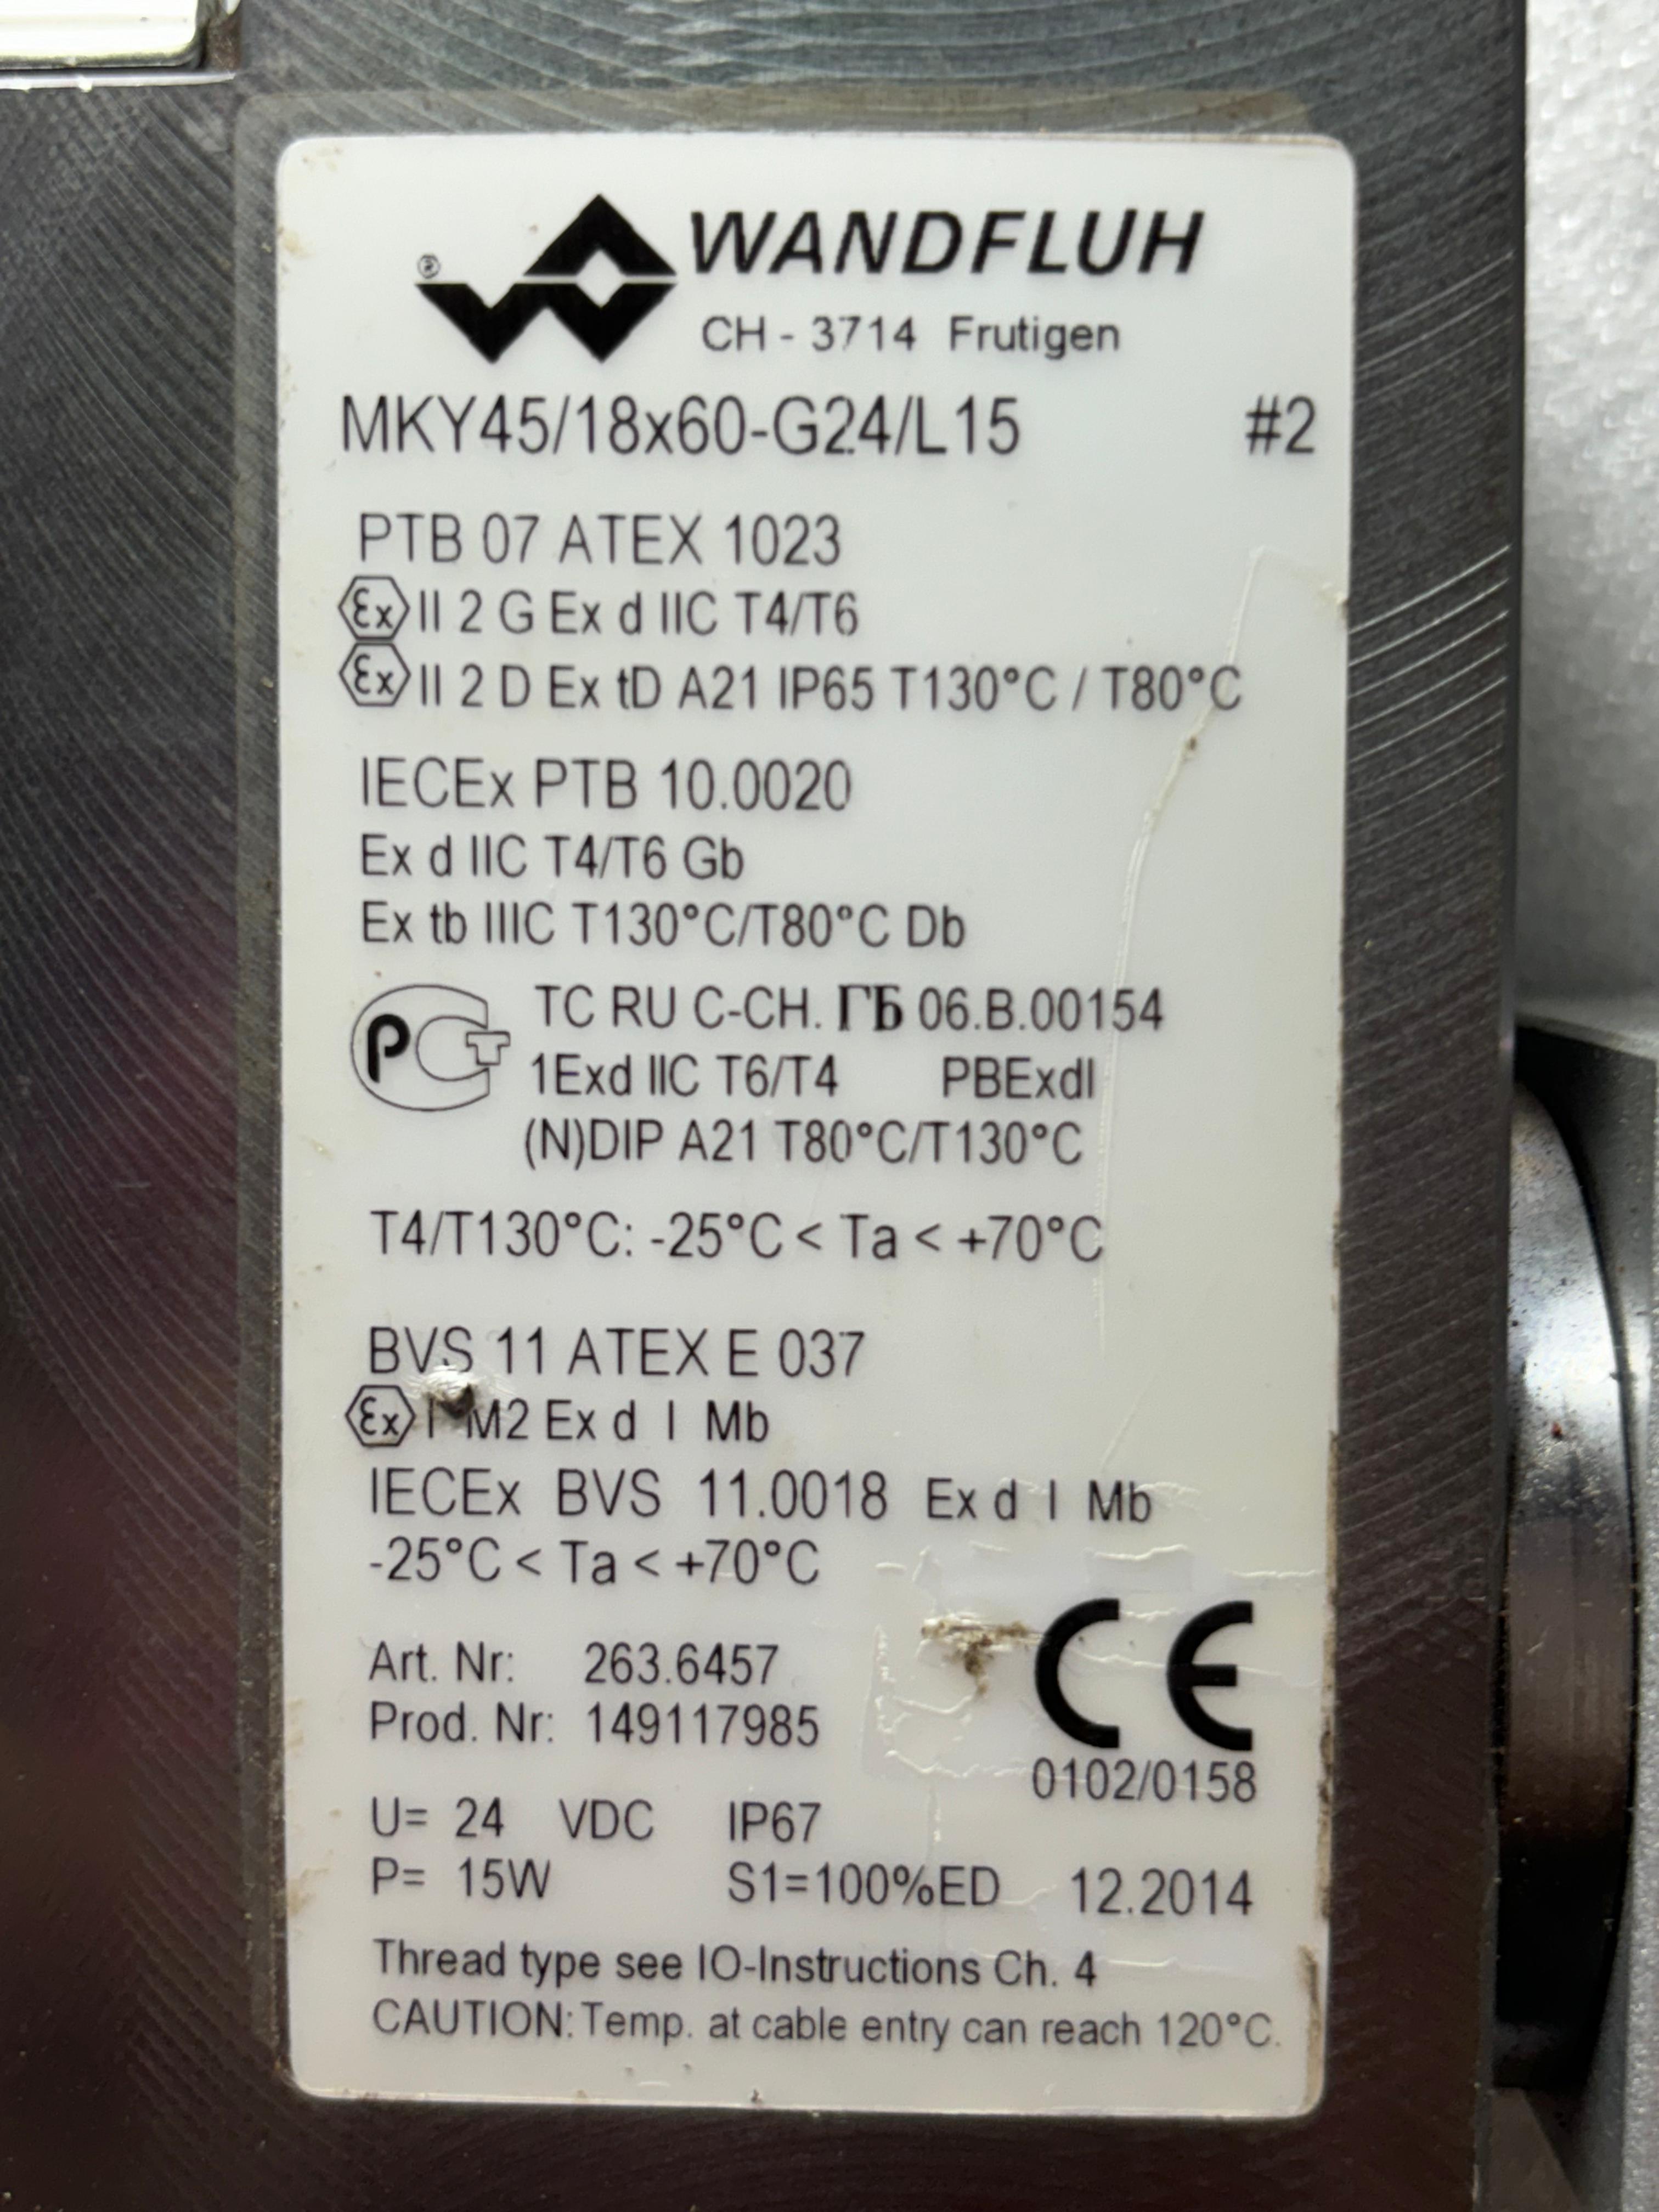 ®
WANDFLUH
CH - 3714 Frutigen
MKY45/18x60-G24/L15 #2
PTB 07 ATEX 1023
Ex II 2 G Ex d IIC T4/T6
Ex II 2 D Ex tD A21 IP65 T130°C / T80°C
IECEx PTB 10.0020
Ex d IIC T4/T6 Gb
Ex tb IIIC T130°C/T80°C Db
TC RU C-CH. ГБ 06.B.00154
1Exd IIC T6/T4 PBExdI
(N)DIP A21 T80°C/T130°C
T4/T130°C: -25°C < Ta < +70°C
BVS 11 ATEX E 037
Ex I M2 Ex d I Mb
IECEx BVS 11.0018 Ex d I Mb
-25°C < Ta < +70°C
Art. Nr: 263.6457
Prod. Nr: 149117985
CE
0102/0158
U= 24 VDC IP67
P= 15W S1=100%ED 12.2014
Thread type see IO-Instructions Ch. 4
CAUTION: Temp. at cable entry can reach 120°C.